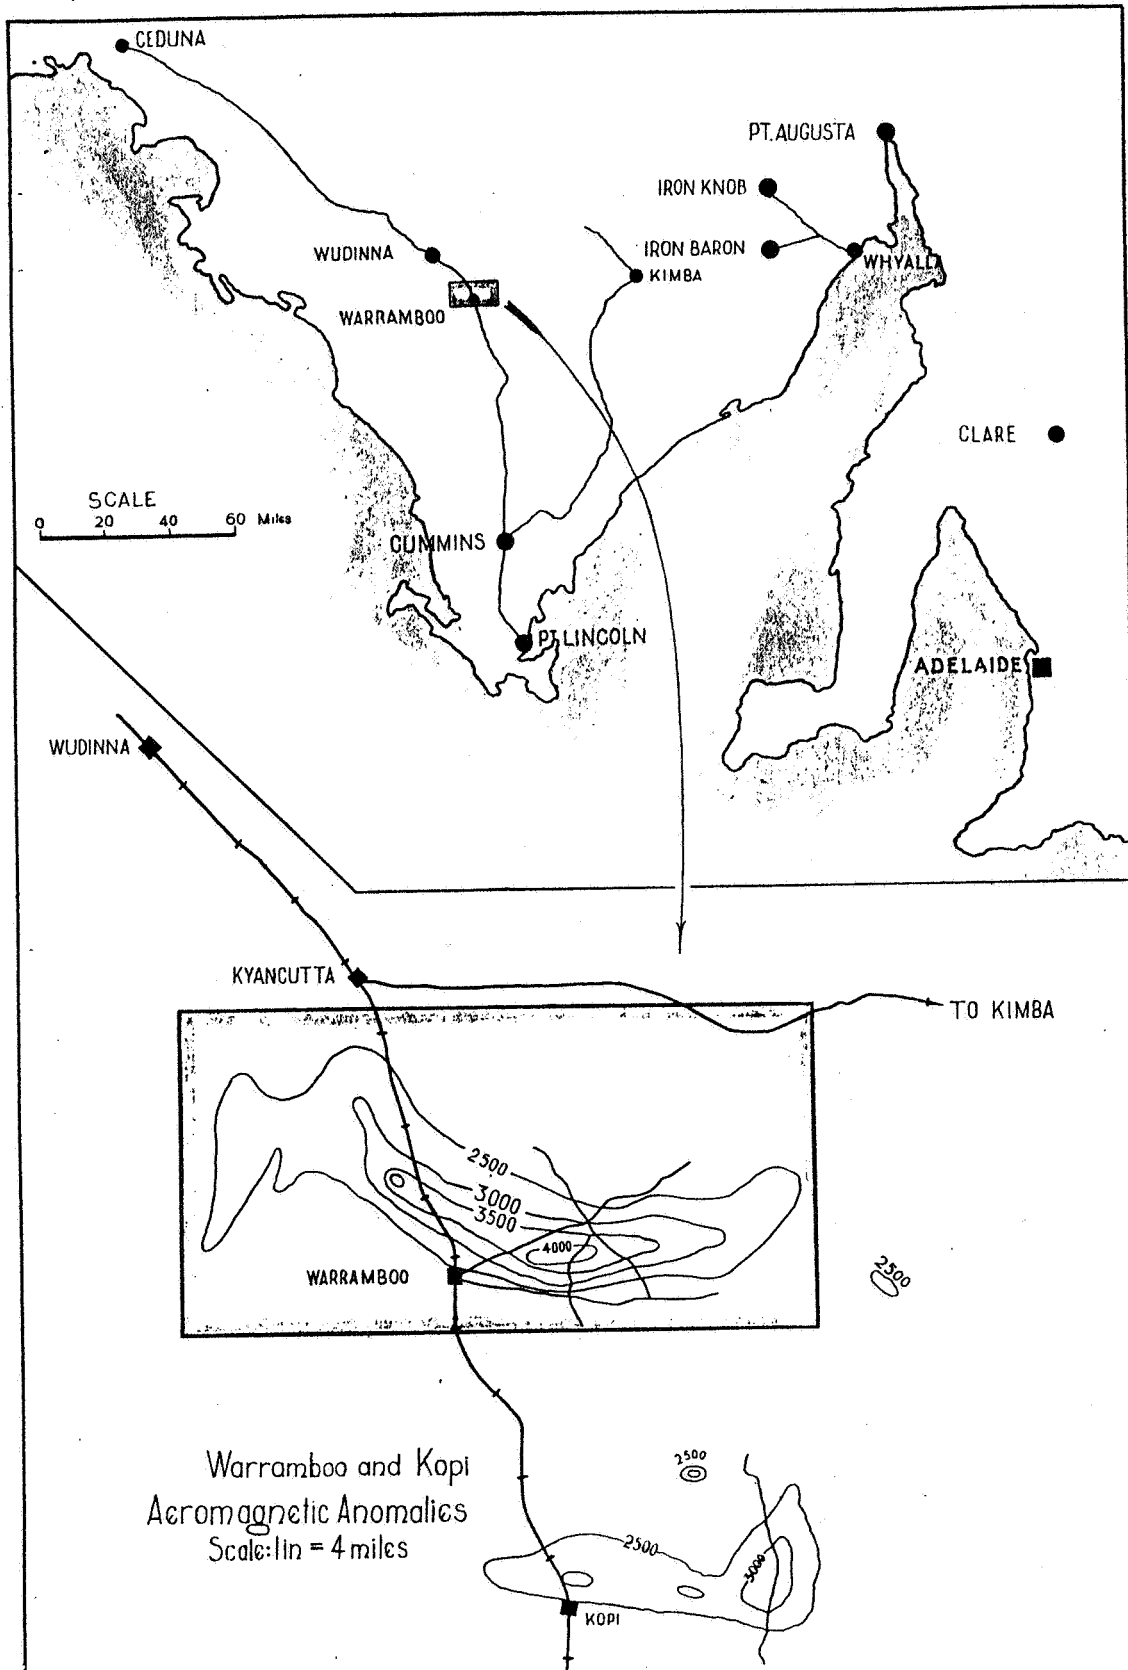 CEDUNA
PT. AUGUSTA
IRON KNOB
WUDINNA
IRON BARON
WHYALLA
KIMBA
WARRAMBOO
CLARE
SCALE
0 20 40 60 Miles
CUMMINS
PT. LINCOLN
ADELAIDE
WUDINNA
KYANCUTTA
TO KIMBA
2500
3000
3500
4000
WARRAMBOO
2500
Warramboo and Kopi
Aeromagnetic Anomalies
Scale: 1in = 4 miles
2500
2500
3000
KOPI